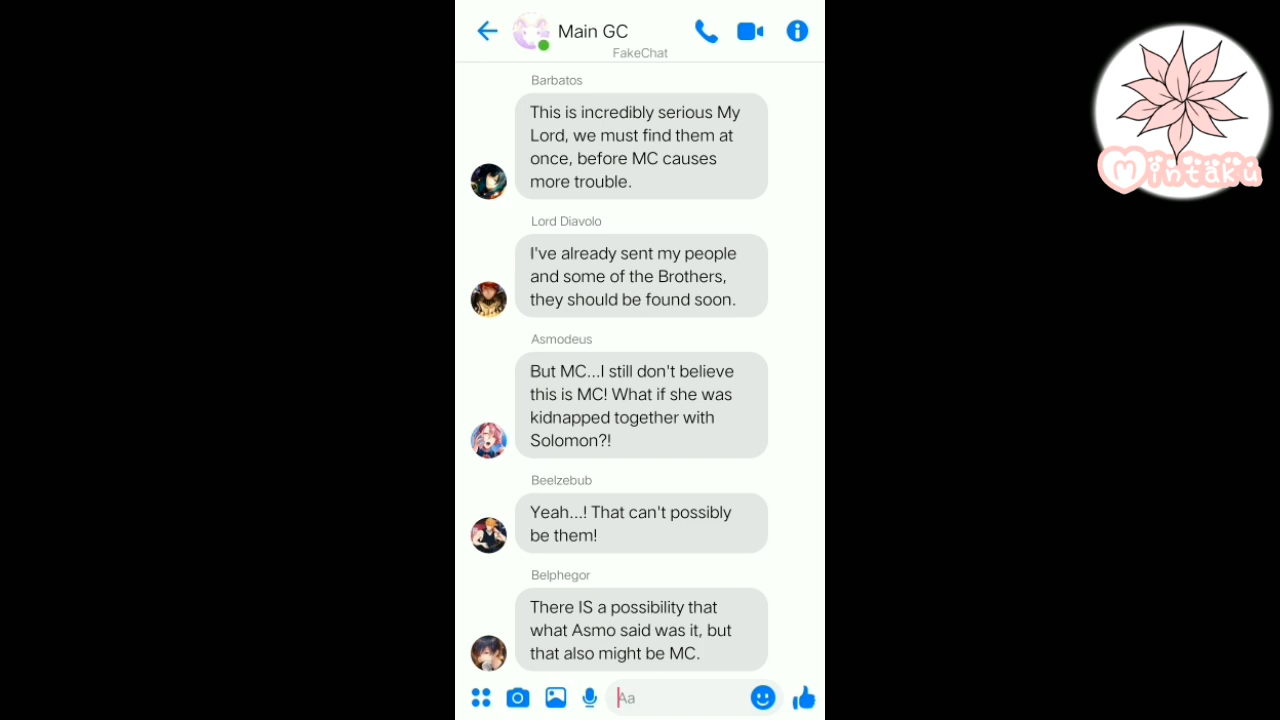 Main GC
FakeChat
Barbatos
This is incredibly serious My
Lord, we must find them at
once, before MC causes
more trouble.
Lord Diavolo
I've already sent my people
and some of the Brothers,
they should be found soon.
Asmodeus
But MC...I still don't believe
this is MC! What if she was
kidnapped together with
Solomon?!
Beelzebub
Yeah...! That can't possibly
be them!
Belphegor
There IS a possibility that
what Asmo said was it, but
that also might be MC.
Aa
Mintaku